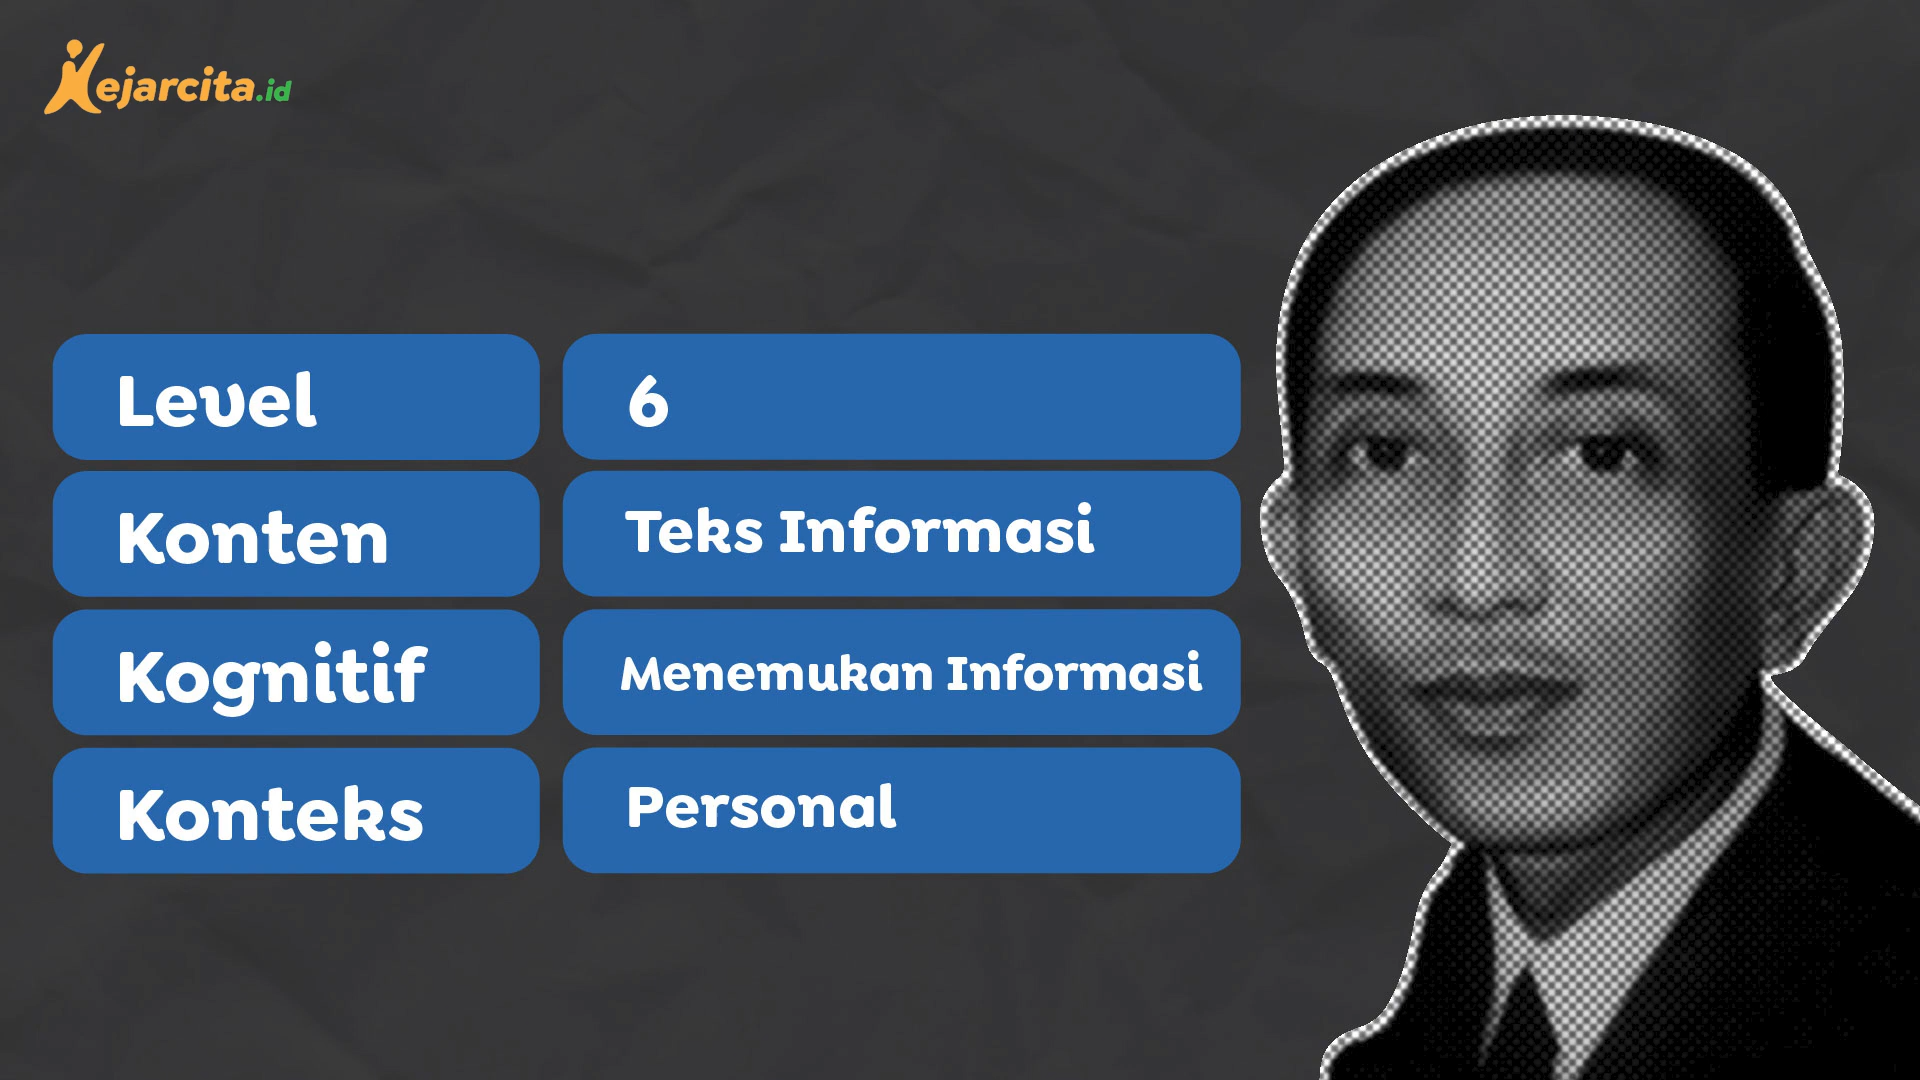 Kejarcita.id
Level
6
Konten
Teks Informasi
Kognitif
Menemukan Informasi
Konteks
Personal